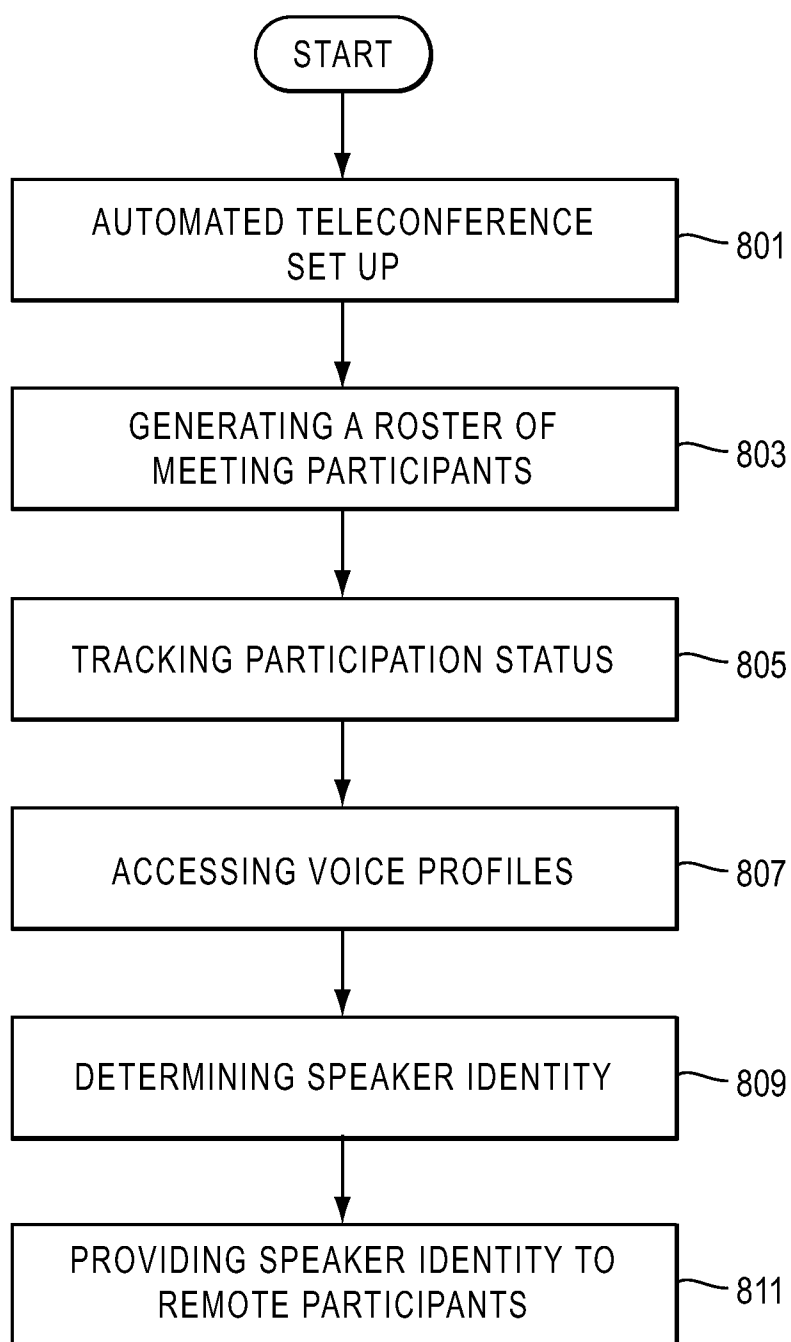 START
AUTOMATED TELECONFERENCE
SET UP
801
GENERATING A ROSTER OF
MEETING PARTICIPANTS
803
TRACKING PARTICIPATION STATUS
805
ACCESSING VOICE PROFILES
807
DETERMINING SPEAKER IDENTITY
809
PROVIDING SPEAKER IDENTITY TO
REMOTE PARTICIPANTS
811